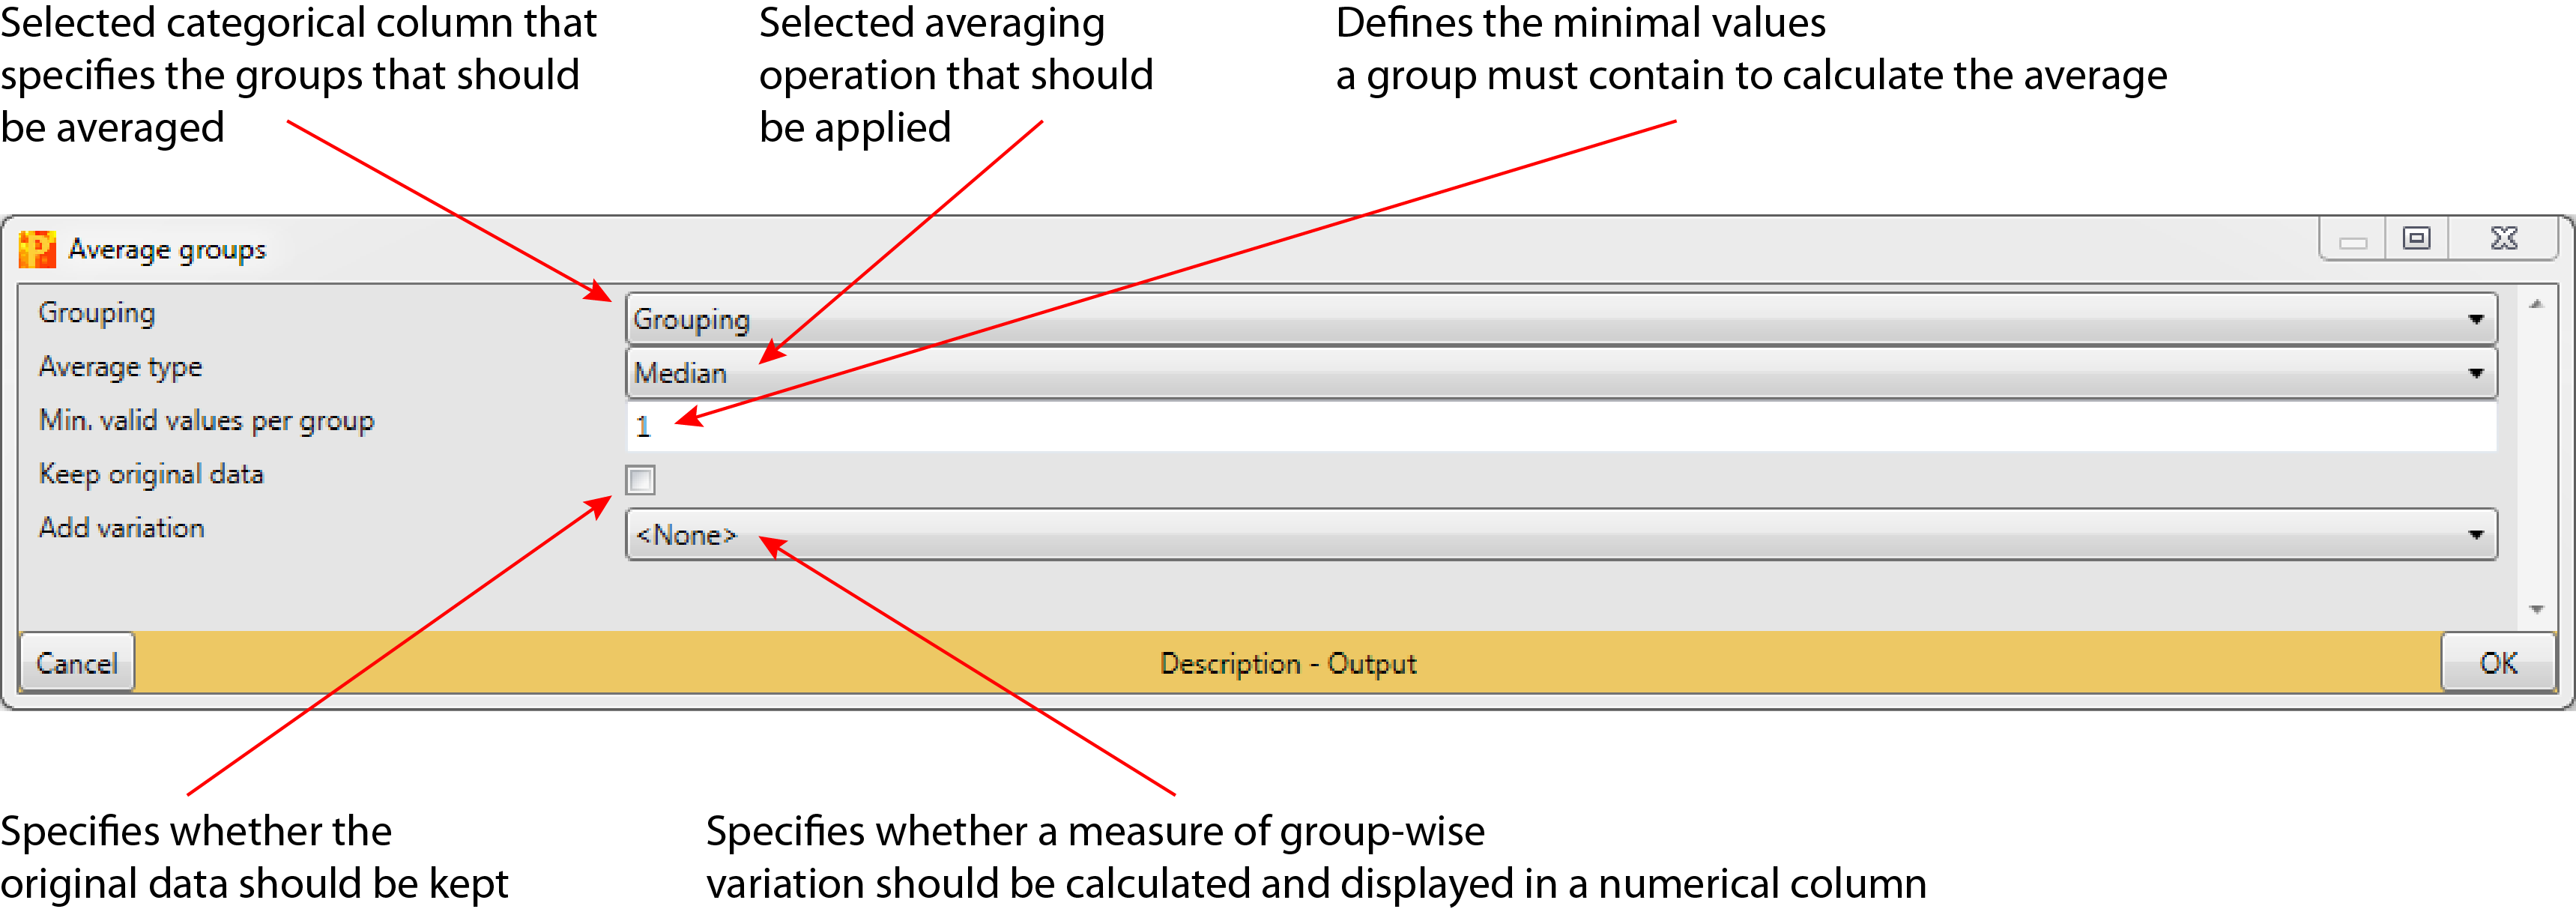 Selected categorical column that
specifies the groups that should
be averaged
Selected averaging
operation that should
be applied
Defines the minimal values
a group must contain to calculate the average
Average groups
Grouping
Grouping
Average type
Median
Min. valid values per group
1
Keep original data
Add variation
<None>
Cancel
Description - Output
OK
Specifies whether the
original data should be kept
Specifies whether a measure of group-wise
variation should be calculated and displayed in a numerical column